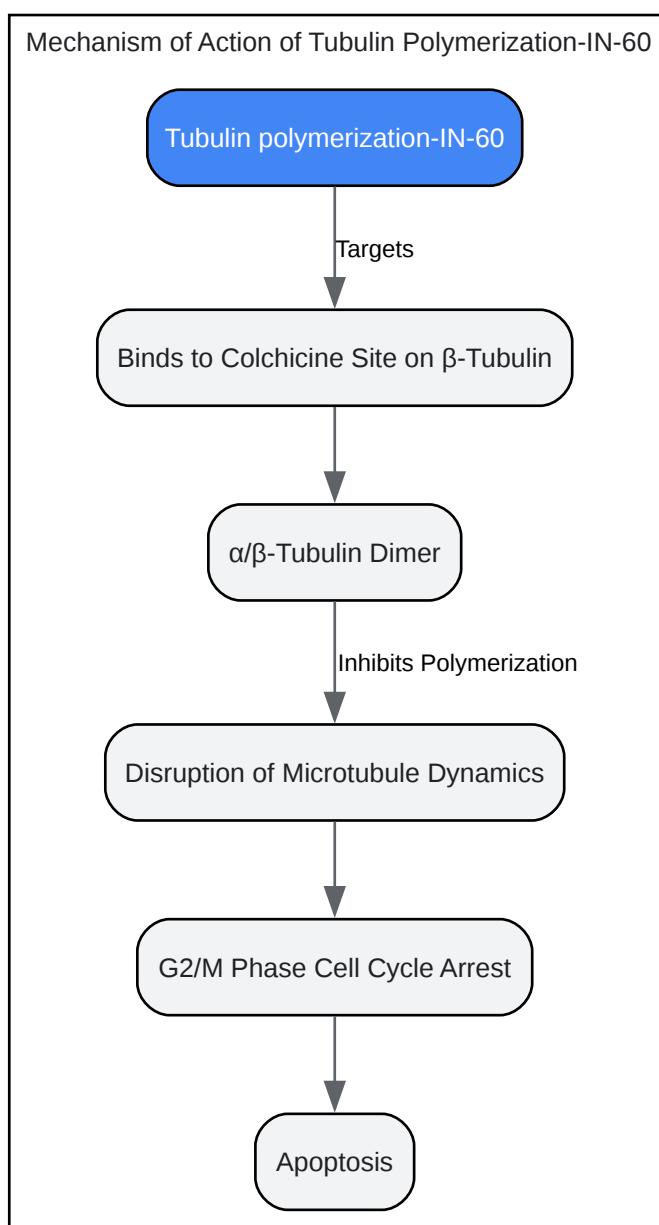 Mechanism of Action of Tubulin Polymerization-IN-60
Tubulin polymerization-IN-60
Targets
Binds to Colchicine Site on β-Tubulin
α/β-Tubulin Dimer
Inhibits Polymerization
Disruption of Microtubule Dynamics
G2/M Phase Cell Cycle Arrest
Apoptosis